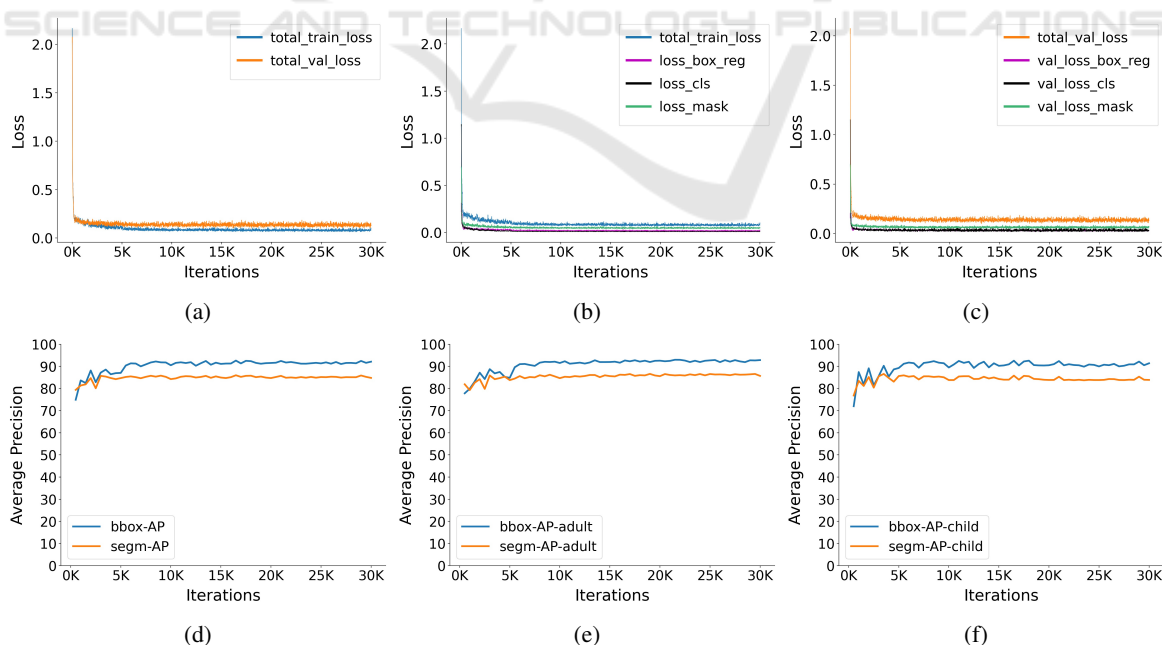 SCIENCE AND TECHNOLOGY PUBLICATIONS
2.0
1.5
1.0
0.5
0.0
Loss
total_train_loss
total_val_loss
0K 5K 10K 15K 20K 25K 30K
Iterations
(a)
2.0
1.5
1.0
0.5
0.0
Loss
total_train_loss
loss_box_reg
loss_cls
loss_mask
0K 5K 10K 15K 20K 25K 30K
Iterations
(b)
2.0
1.5
1.0
0.5
0.0
Loss
total_val_loss
val_loss_box_reg
val_loss_cls
val_loss_mask
0K 5K 10K 15K 20K 25K 30K
Iterations
(c)
100
90
80
70
60
50
40
30
20
10
0
Average Precision
bbox-AP
segm-AP
0K 5K 10K 15K 20K 25K 30K
Iterations
(d)
100
90
80
70
60
50
40
30
20
10
0
Average Precision
bbox-AP-adult
segm-AP-adult
0K 5K 10K 15K 20K 25K 30K
Iterations
(e)
100
90
80
70
60
50
40
30
20
10
0
Average Precision
bbox-AP-child
segm-AP-child
0K 5K 10K 15K 20K 25K 30K
Iterations
(f)